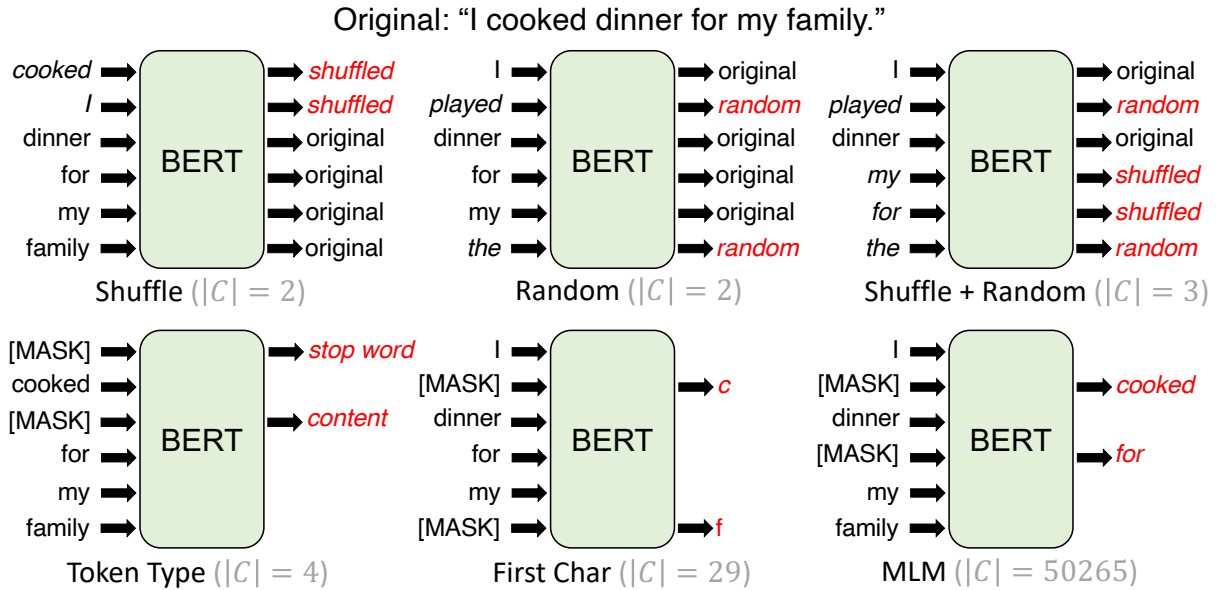 Original: “I cooked dinner for my family.”
cooked
I
dinner
for
my
family
BERT
shuffled
shuffled
original
original
original
original
Shuffle (|C| = 2)
I
played
dinner
for
my
the
BERT
original
random
original
original
original
random
Random (|C| = 2)
I
played
dinner
my
for
the
BERT
original
random
original
shuffled
shuffled
random
Shuffle + Random (|C| = 3)
[MASK]
cooked
[MASK]
for
my
family
BERT
stop word
content
Token Type (|C| = 4)
I
[MASK]
dinner
for
my
[MASK]
BERT
c
f
First Char (|C| = 29)
I
[MASK]
dinner
[MASK]
my
family
BERT
cooked
for
MLM (|C| = 50265)